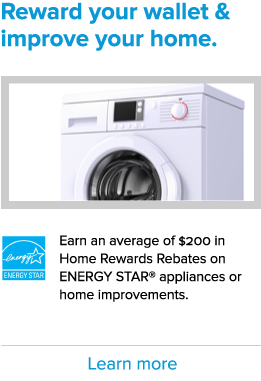 Reward your wallet &
improve your home.
energy
ENERGY STAR
Earn an average of $200 in
Home Rewards Rebates on
ENERGY STAR® appliances or
home improvements.
Learn more